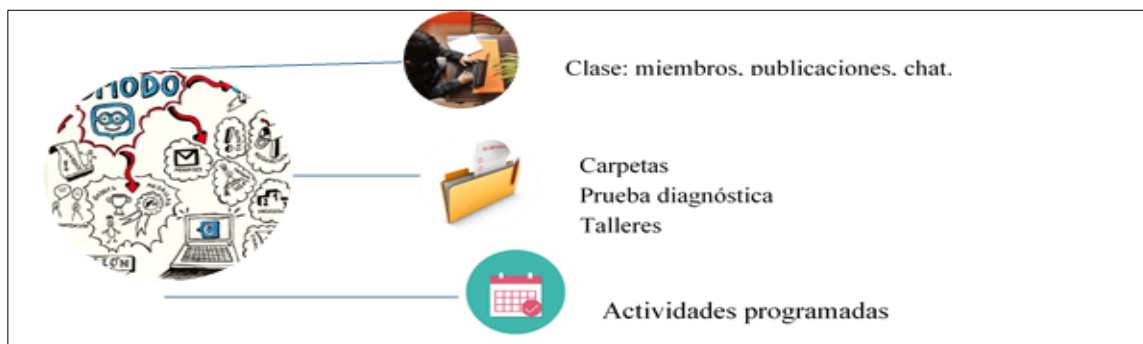 Clase: miembros, publicaciones, chat.
Carpetas
Prueba diagnóstica
Talleres
Actividades programadas